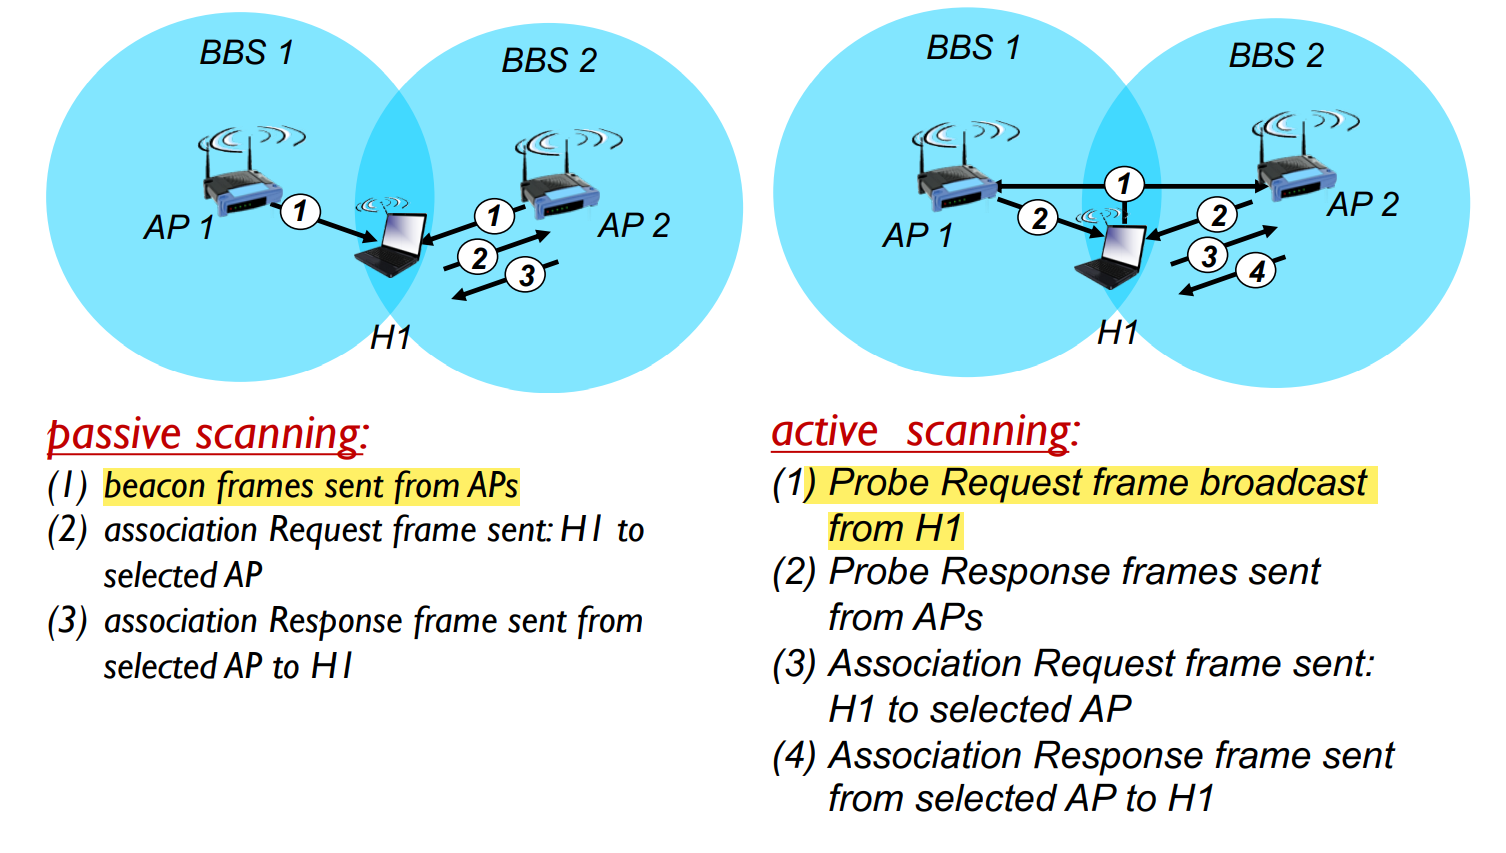 BBS 1
BBS 2
AP 1
1
1
AP 2
2
3
H1
passive scanning:
(1) beacon frames sent from APs
(2) association Request frame sent: H1 to
selected AP
(3) association Response frame sent from
selected AP to H1
BBS 1
BBS 2
1
AP 1
2
2
AP 2
3
4
H1
active scanning:
(1) Probe Request frame broadcast
from H1
(2) Probe Response frames sent
from APs
(3) Association Request frame sent:
H1 to selected AP
(4) Association Response frame sent
from selected AP to H1